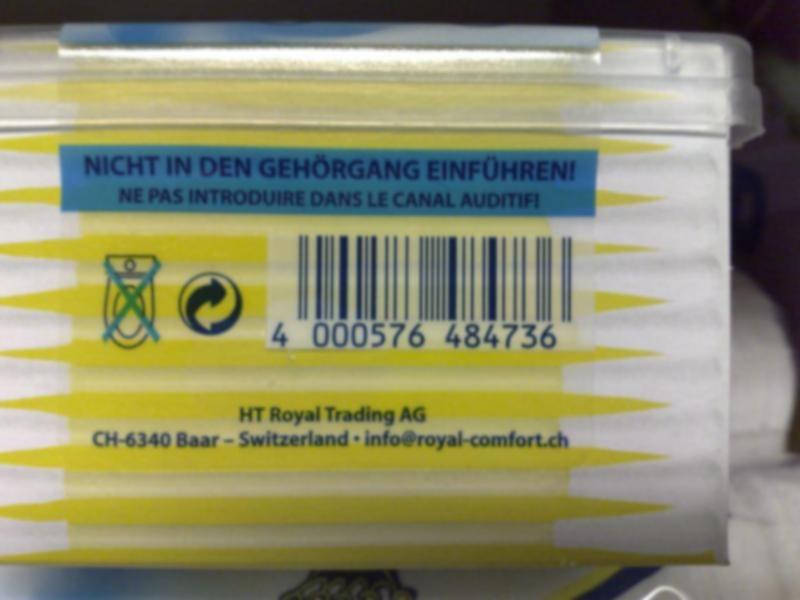 NICHT IN DEN GEHÖRGANG EINFÜHREN!
NE PAS INTRODUIRE DANS LE CANAL AUDITIF!
4 000576 484736
HT Royal Trading AG
CH-6340 Baar – Switzerland • info@royal-comfort.ch